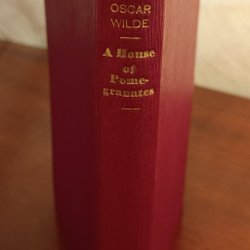 OSCAR
WILDE
A House
of
Pome-
granates